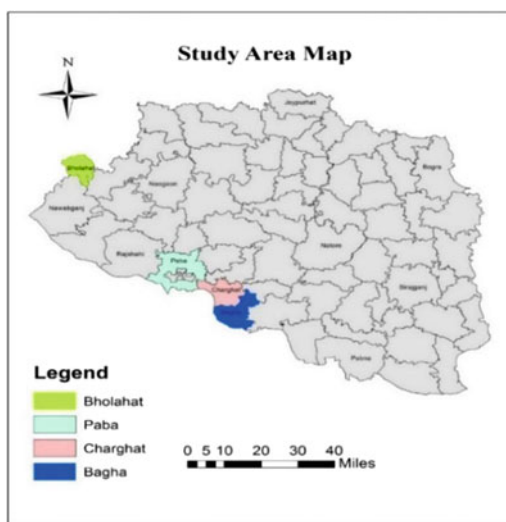 Study Area Map
N
Joypurhat
Bholahat
Bogra
Naogaon
Nawabganj
Natore
Rajshahi
Paba
Sirajganj
Charghat
Pabna
Legend
Bholahat
Paba
Charghat
Bagha
0 5 10 20 30 40
Miles